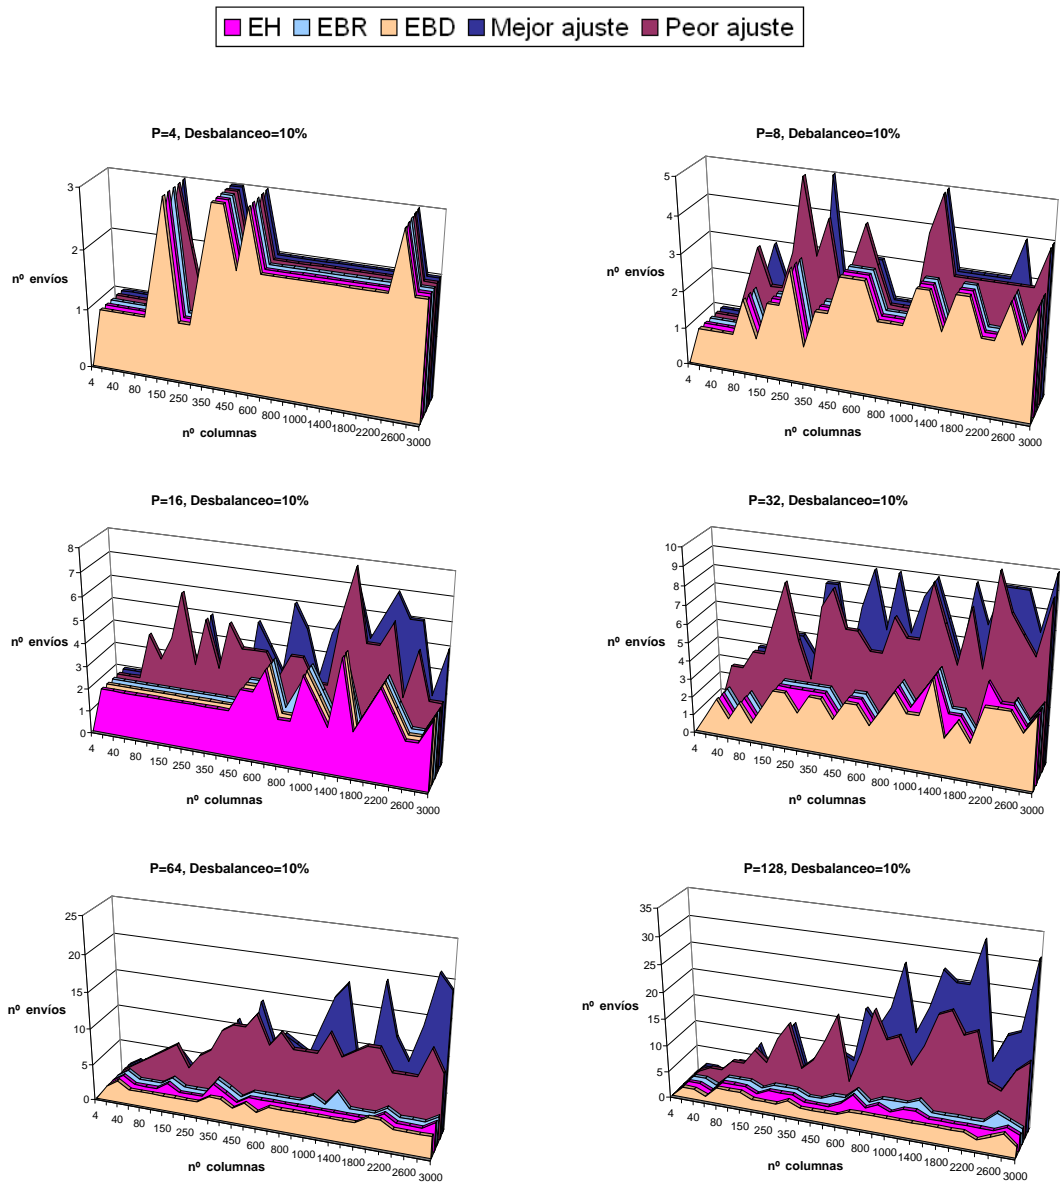 EH EBR EBD Mejor ajuste Peor ajuste
P=4, Desbalanceo=10%
3
2
1
0
nº envíos
4 40 80 150 250 350 450 600 800 1000 1400 1800 2200 2600 3000
nº columnas
P=8, Debalanceo=10%
5
4
3
2
1
0
nº envíos
4 40 80 150 250 350 450 600 800 1000 1400 1800 2200 2600 3000
nº columnas
P=16, Desbalanceo=10%
8
7
6
5
4
3
2
1
0
nº envíos
4 40 80 150 250 350 450 600 800 1000 1400 1800 2200 2600 3000
nº columnas
P=32, Desbalanceo=10%
10
9
8
7
6
5
4
3
2
1
0
nº envíos
4 40 80 150 250 350 450 600 800 1000 1400 1800 2200 2600 3000
nº columnas
P=64, Desbalanceo=10%
25
20
15
10
5
0
nº envíos
4 40 80 150 250 350 450 600 800 1000 1400 1800 2200 2600 3000
nº columnas
P=128, Desbalanceo=10%
35
30
25
20
15
10
5
0
nº envíos
4 40 80 150 250 350 450 600 800 1000 1400 1800 2200 2600 3000
nº columnas